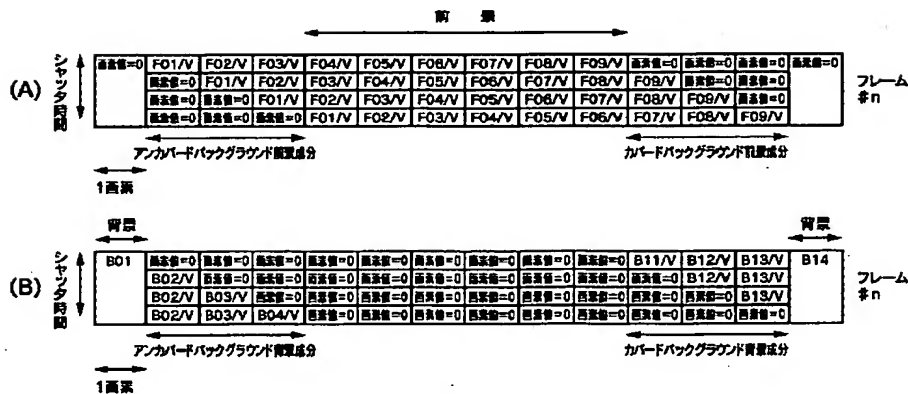 前 景
(A) シャッタ時間 画素値=0 F01/V F02/V F03/V F04/V F05/V F06/V F07/V F08/V F09/V 画素値=0 画素値=0 画素値=0 画素値=0
画素値=0 F01/V F02/V F03/V F04/V F05/V F06/V F07/V F08/V F09/V 画素値=0 画素値=0
画素値=0 画素値=0 F01/V F02/V F03/V F04/V F05/V F06/V F07/V F08/V F09/V 画素値=0
画素値=0 画素値=0 画素値=0 F01/V F02/V F03/V F04/V F05/V F06/V F07/V F08/V F09/V
フレーム
#n
アンカバードバックグラウンド前景成分 カバードバックグラウンド前景成分
1画素
背景 背景
(B) シャッタ時間 B01 画素値=0 画素値=0 画素値=0 画素値=0 画素値=0 画素値=0 画素値=0 画素値=0 画素値=0 B11/V B12/V B13/V B14
B02/V 画素値=0 画素値=0 画素値=0 画素値=0 画素値=0 画素値=0 画素値=0 画素値=0 画素値=0 B12/V B13/V
B02/V B03/V 画素値=0 画素値=0 画素値=0 画素値=0 画素値=0 画素値=0 画素値=0 画素値=0 画素値=0 B13/V
B02/V B03/V B04/V 画素値=0 画素値=0 画素値=0 画素値=0 画素値=0 画素値=0 画素値=0 画素値=0 画素値=0
フレーム
#n
アンカバードバックグラウンド背景成分 カバードバックグラウンド背景成分
1画素